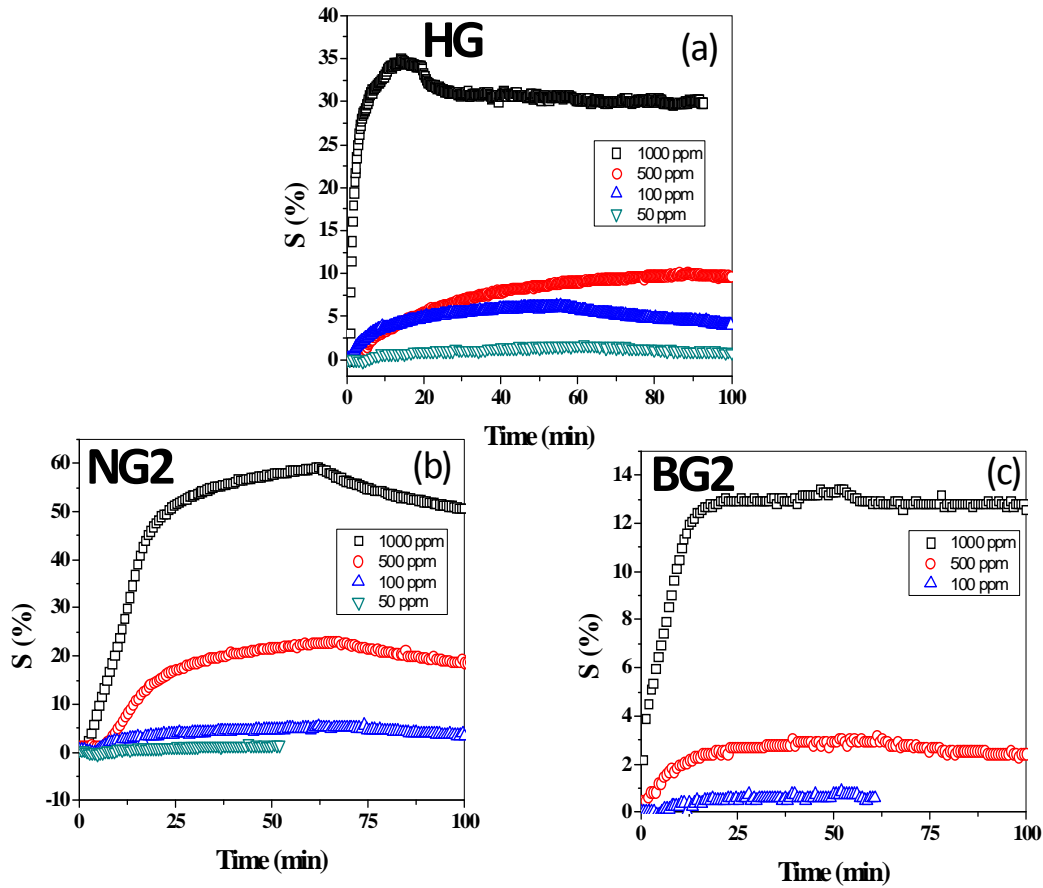 HG
(a)
35
30
25
20
15
10
5
0
S (%)
1000 ppm
500 ppm
100 ppm
50 ppm
0 20 40 60 80 100
Time (min)
NG2
(b)
60
50
40
30
20
10
0
-10
S (%)
1000 ppm
500 ppm
100 ppm
50 ppm
0 25 50 75 100
Time (min)
BG2
(c)
14
12
10
8
6
4
2
0
S (%)
1000 ppm
500 ppm
100 ppm
0 25 50 75 100
Time (min)